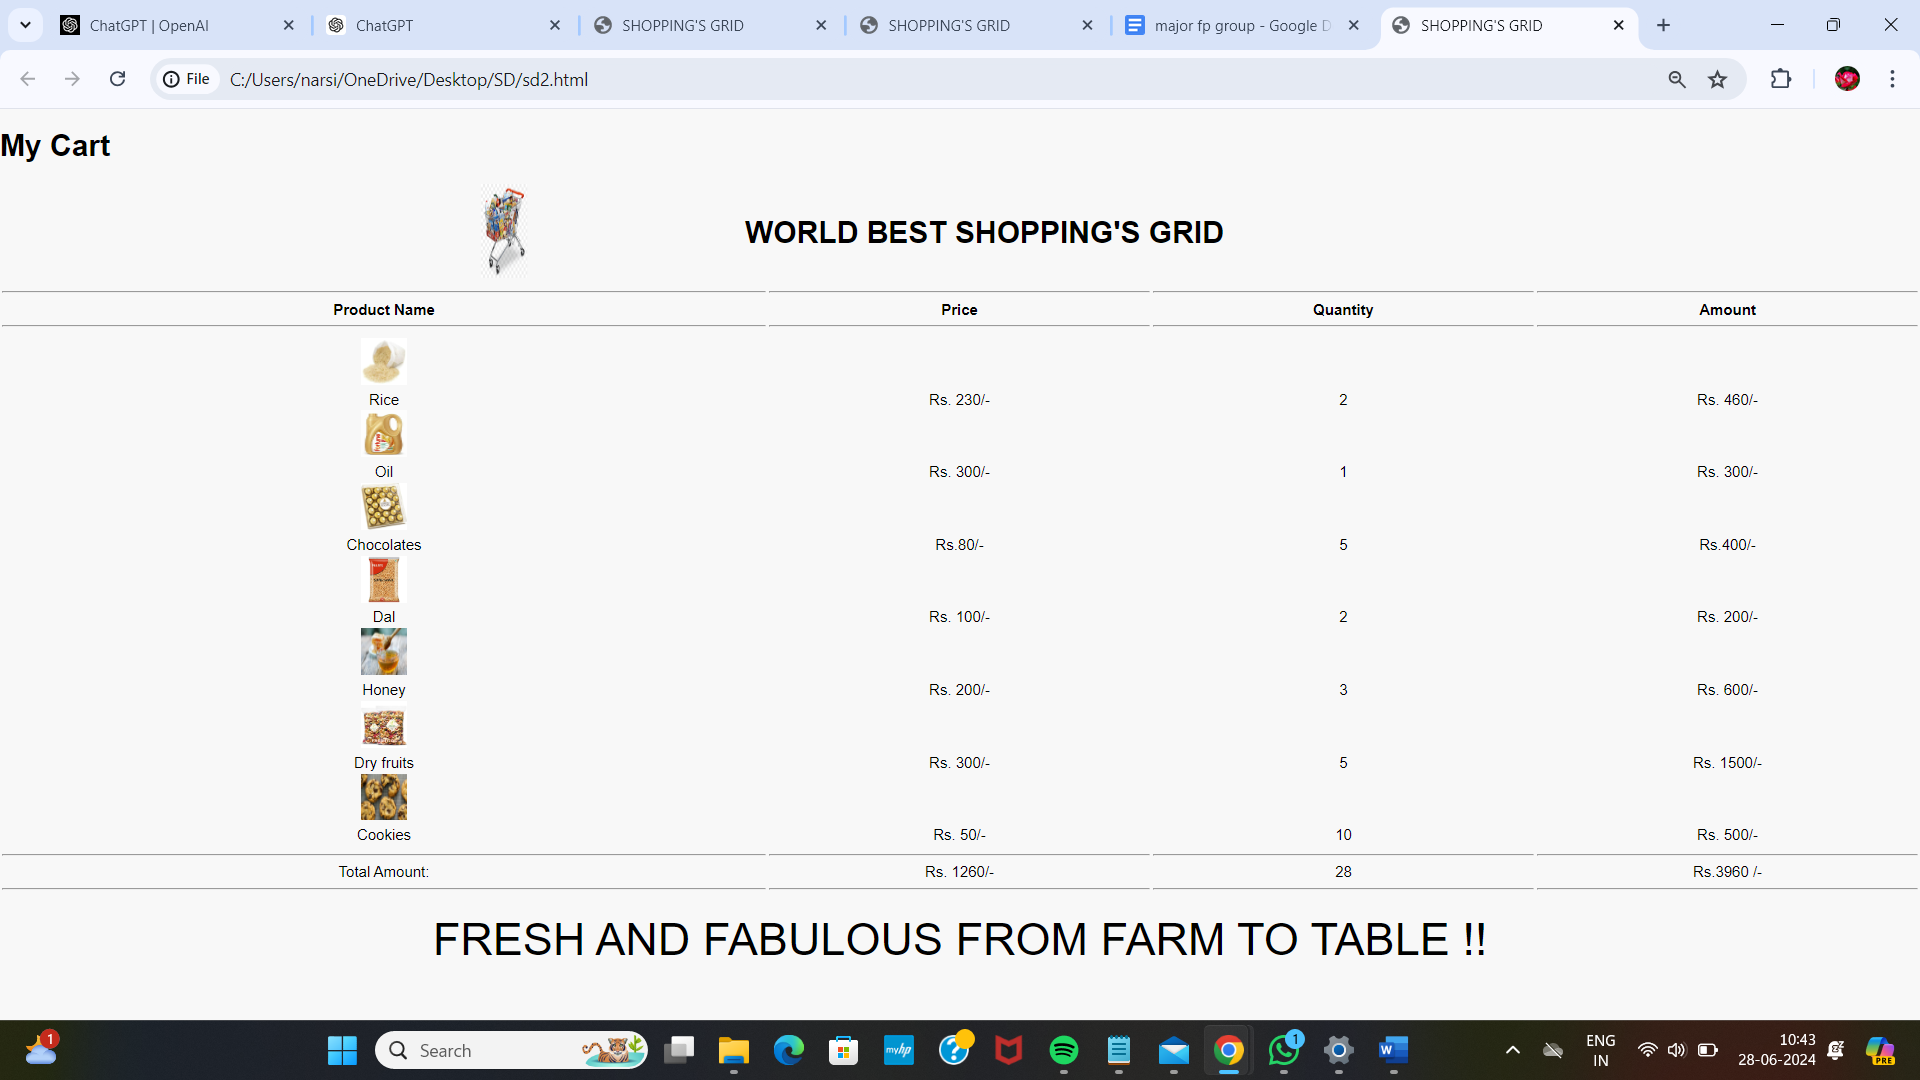 ChatGPT | OpenAI ChatGPT SHOPPING'S GRID SHOPPING'S GRID major fp group - Google D SHOPPING'S GRID
File C:/Users/narsi/OneDrive/Desktop/SD/sd2.html
My Cart
WORLD BEST SHOPPING'S GRID
Product Name Price Quantity Amount
Rice Rs. 230/- 2 Rs. 460/-
Oil Rs. 300/- 1 Rs. 300/-
Chocolates Rs.80/- 5 Rs.400/-
Dal Rs. 100/- 2 Rs. 200/-
Honey Rs. 200/- 3 Rs. 600/-
Dry fruits Rs. 300/- 5 Rs. 1500/-
Cookies Rs. 50/- 10 Rs. 500/-
Total Amount: Rs. 1260/- 28 Rs.3960 /-
FRESH AND FABULOUS FROM FARM TO TABLE !!
1 Search myhp 1 W PRE
ENG 10:43
IN 28-06-2024